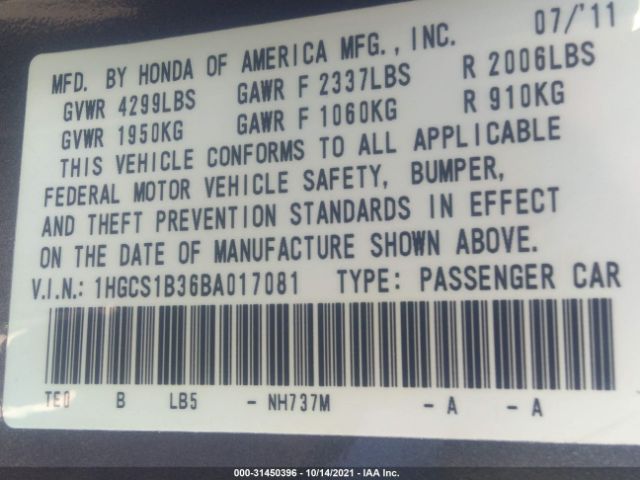 MFD. BY HONDA OF AMERICA MFG., INC. 07/'11
GVWR 4299LBS GAWR F 2337LBS R 2006LBS
GVWR 1950KG GAWR F 1060KG R 910KG
THIS VEHICLE CONFORMS TO ALL APPLICABLE
FEDERAL MOTOR VEHICLE SAFETY, BUMPER,
AND THEFT PREVENTION STANDARDS IN EFFECT
ON THE DATE OF MANUFACTURE SHOWN ABOVE.
V.I.N.: 1HGCS1B36BA017081 TYPE: PASSENGER CAR
TE0 B LB5 - NH737M - A - A
000-31450396 - 10/14/2021 - IAA Inc.